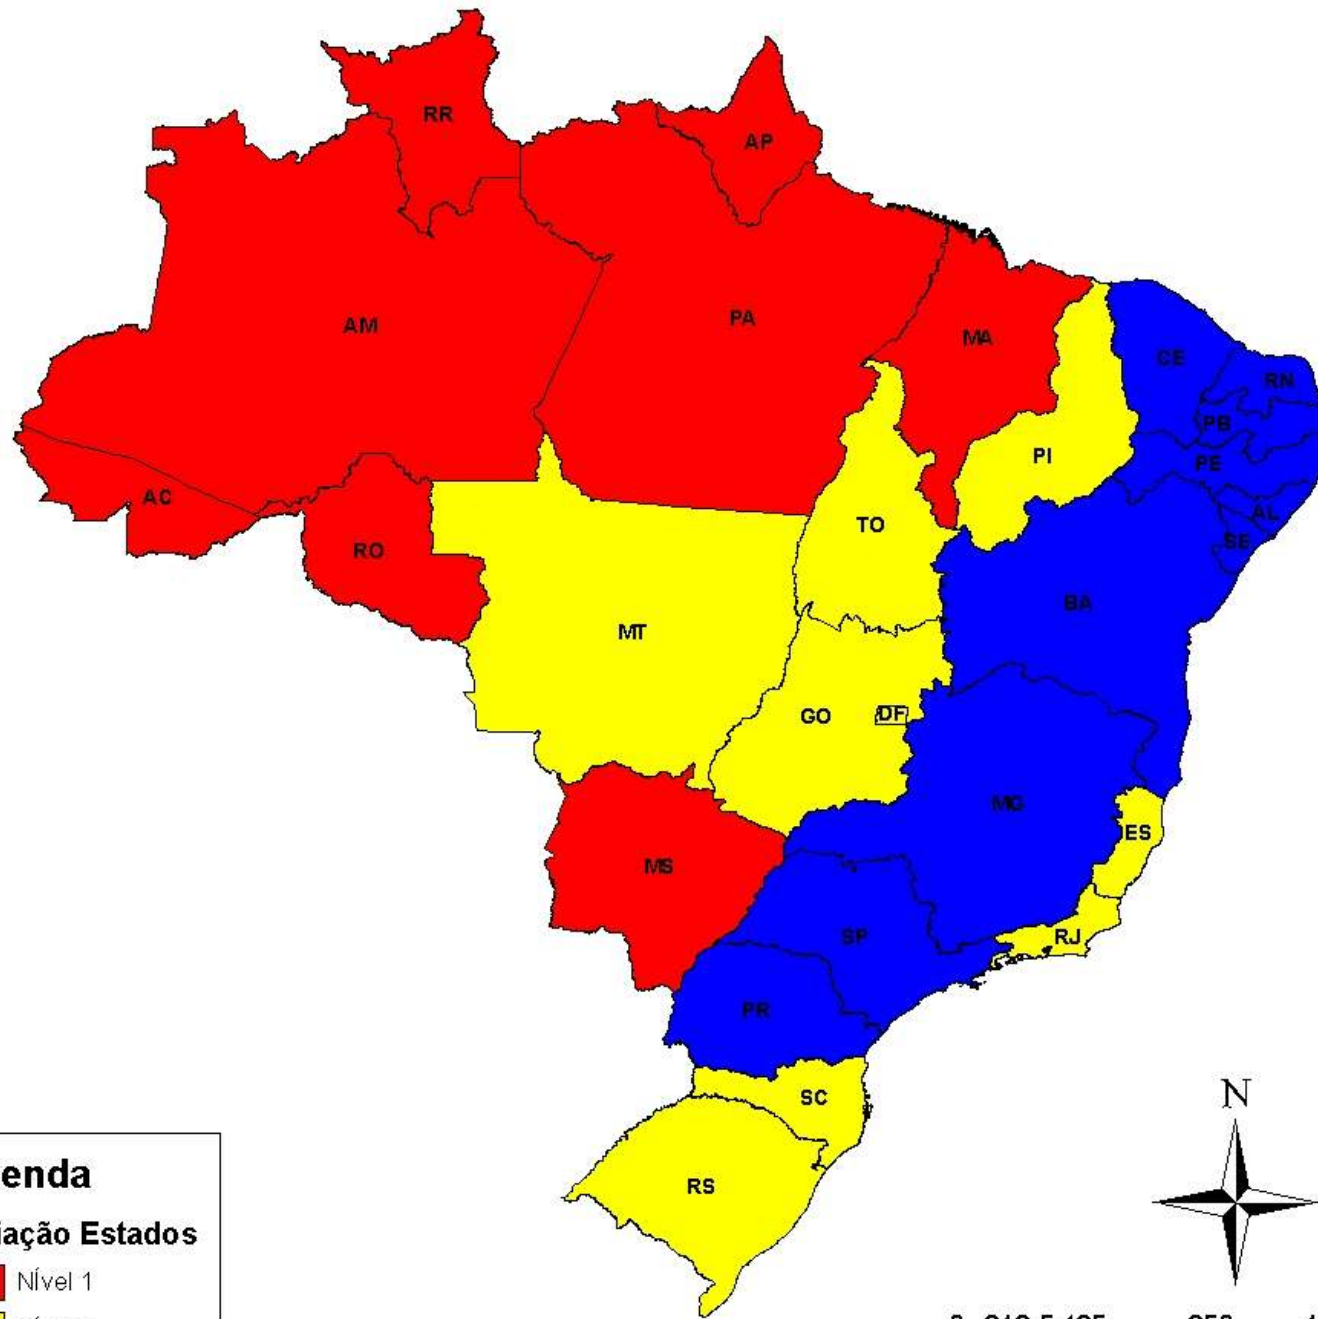 RR
AP
AM
PA
MA
CE
RN
PB
PI
PE
AC
AL
TO
SE
RO
BA
MT
GO
DF
MG
ES
MS
SP
RJ
PR
SC
N
RS
enda
iação Estados
Nível 1